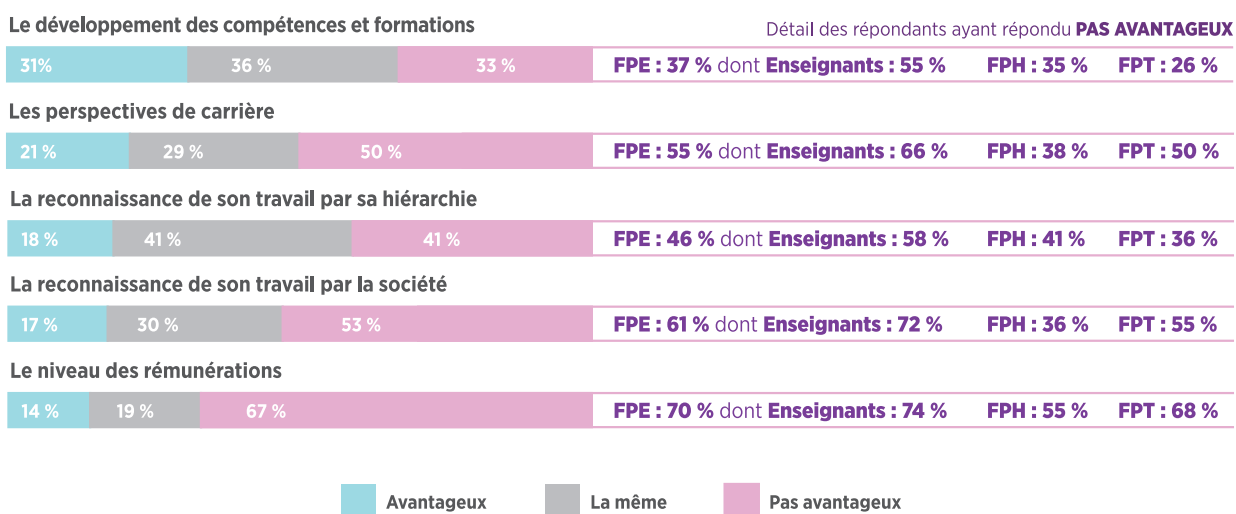 Le développement des compétences et formations
Détail des répondants ayant répondu PAS AVANTAGEUX
31% 36 % 33 % FPE : 37 % dont Enseignants : 55 % FPH : 35 % FPT : 26 %
Les perspectives de carrière
21 % 29 % 50 % FPE : 55 % dont Enseignants : 66 % FPH : 38 % FPT : 50 %
La reconnaissance de son travail par sa hiérarchie
18 % 41 % 41 % FPE : 46 % dont Enseignants : 58 % FPH : 41 % FPT : 36 %
La reconnaissance de son travail par la société
17 % 30 % 53 % FPE : 61 % dont Enseignants : 72 % FPH : 36 % FPT : 55 %
Le niveau des rémunérations
14 % 19 % 67 % FPE : 70 % dont Enseignants : 74 % FPH : 55 % FPT : 68 %
Avantageux La même Pas avantageux